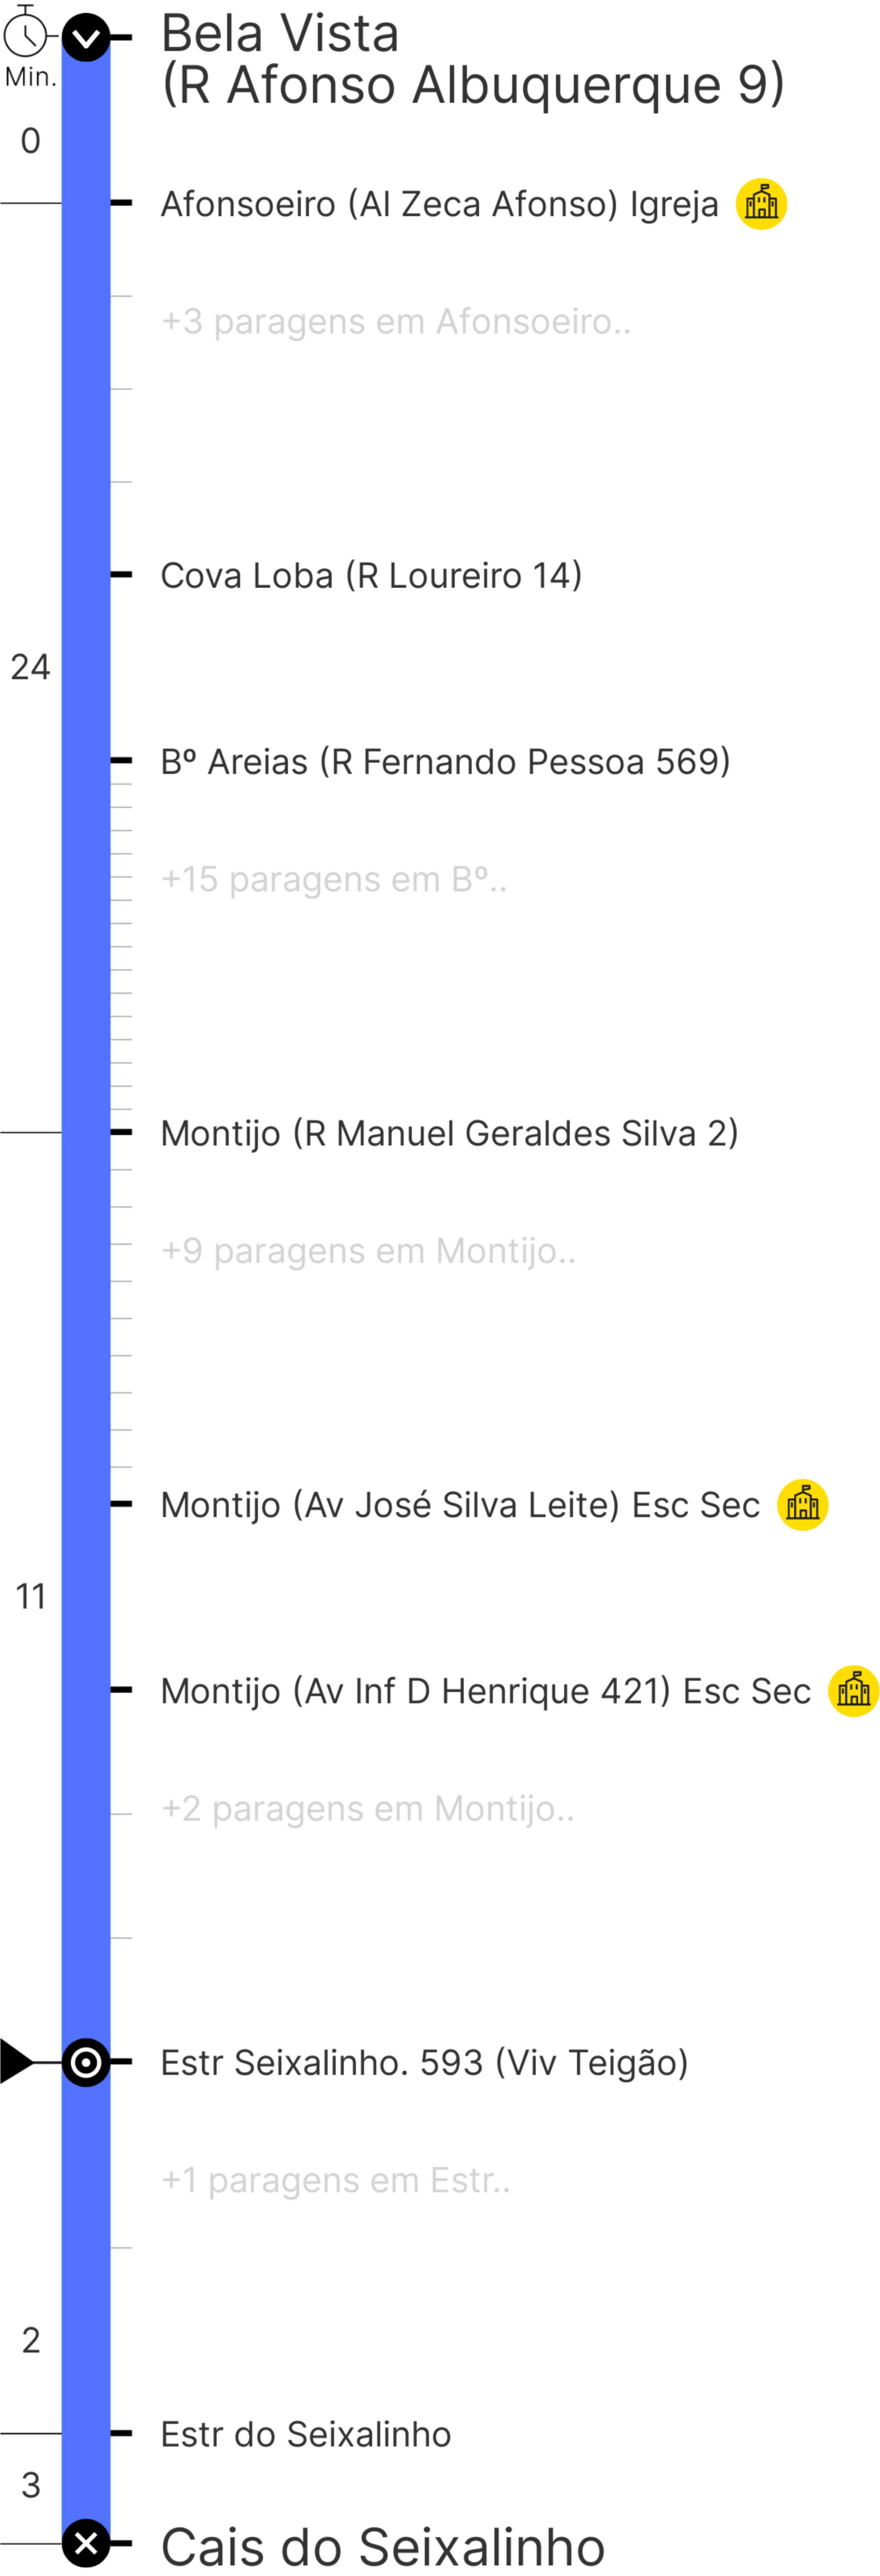 Min.
Bela Vista
(R Afonso Albuquerque 9)
0
Afonsoeiro (Al Zeca Afonso) Igreja
+3 paragens em Afonsoeiro..
Cova Loba (R Loureiro 14)
24
Bº Areias (R Fernando Pessoa 569)
+15 paragens em Bº..
Montijo (R Manuel Geraldes Silva 2)
+9 paragens em Montijo..
Montijo (Av José Silva Leite) Esc Sec
11
Montijo (Av Inf D Henrique 421) Esc Sec
+2 paragens em Montijo..
Estr Seixalinho. 593 (Viv Teigão)
+1 paragens em Estr..
2
Estr do Seixalinho
3
Cais do Seixalinho